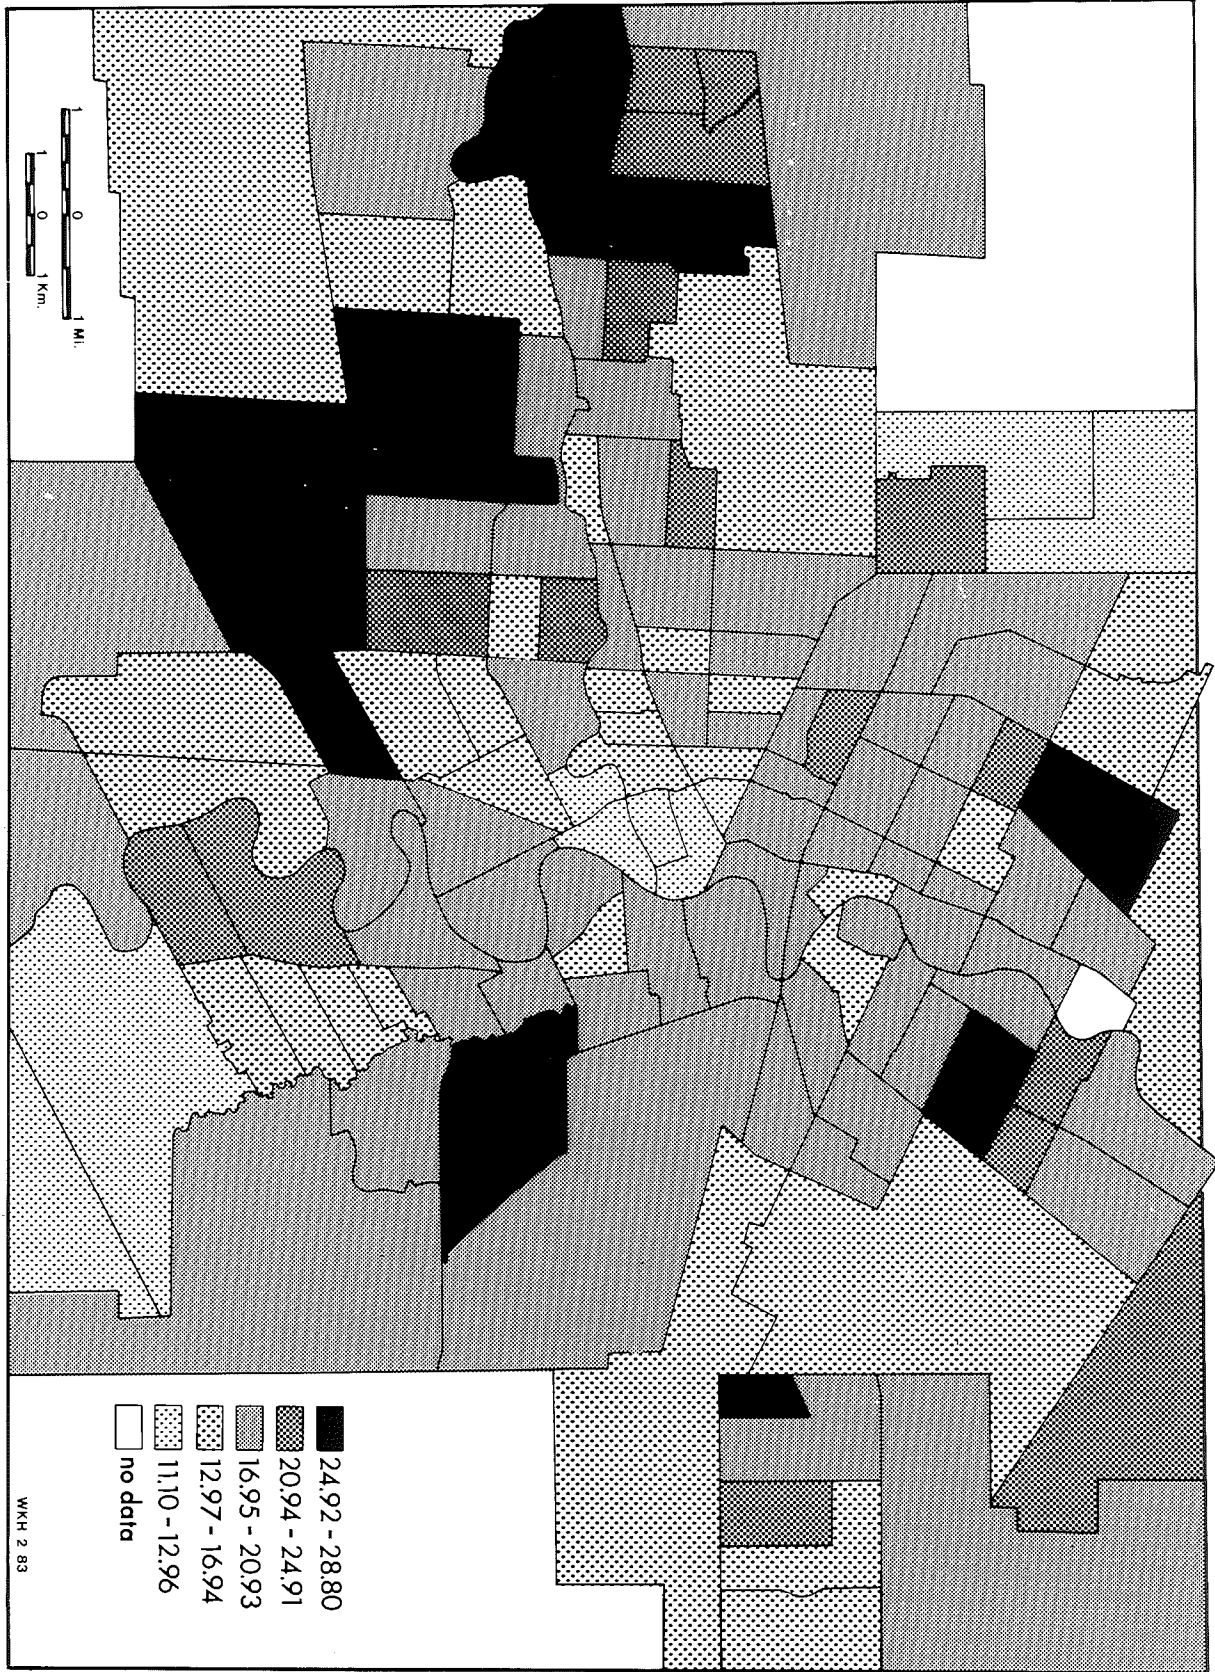 24.92 - 28.80
20.94 - 24.91
16.95 - 20.93
12.97 - 16.94
11.10 - 12.96
no data
1 0 1 Mi.
1 0 1 Km.
WKH 2 83